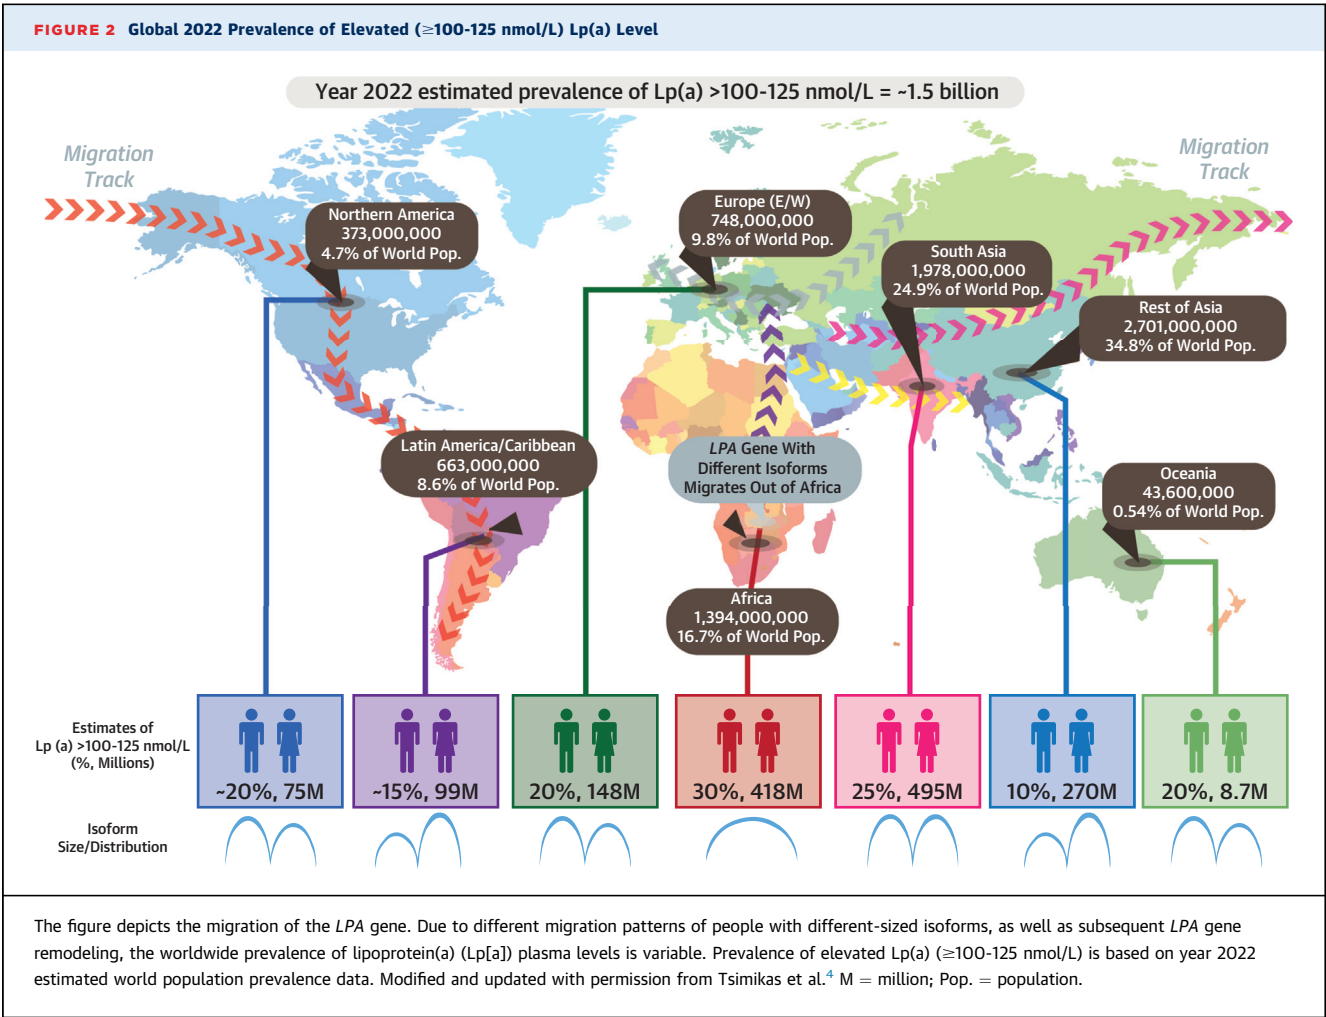 FIGURE 2 Global 2022 Prevalence of Elevated (≥100-125 nmol/L) Lp(a) Level
Year 2022 estimated prevalence of Lp(a) >100-125 nmol/L = ~1.5 billion
Migration
Track
Migration
Track
Northern America
373,000,000
4.7% of World Pop.
Europe (E/W)
748,000,000
9.8% of World Pop.
South Asia
1,978,000,000
24.9% of World Pop.
Rest of Asia
2,701,000,000
34.8% of World Pop.
Latin America/Caribbean
663,000,000
8.6% of World Pop.
LPA Gene With
Different Isoforms
Migrates Out of Africa
Oceania
43,600,000
0.54% of World Pop.
Africa
1,394,000,000
16.7% of World Pop.
Estimates of
Lp (a) >100-125 nmol/L
(%, Millions)
~20%, 75M
~15%, 99M
20%, 148M
30%, 418M
25%, 495M
10%, 270M
20%, 8.7M
Isoform
Size/Distribution
The figure depicts the migration of the LPA gene. Due to different migration patterns of people with different-sized isoforms, as well as subsequent LPA gene
remodeling, the worldwide prevalence of lipoprotein(a) (Lp[a]) plasma levels is variable. Prevalence of elevated Lp(a) (≥100-125 nmol/L) is based on year 2022
estimated world population prevalence data. Modified and updated with permission from Tsimikas et al.4 M = million; Pop. = population.